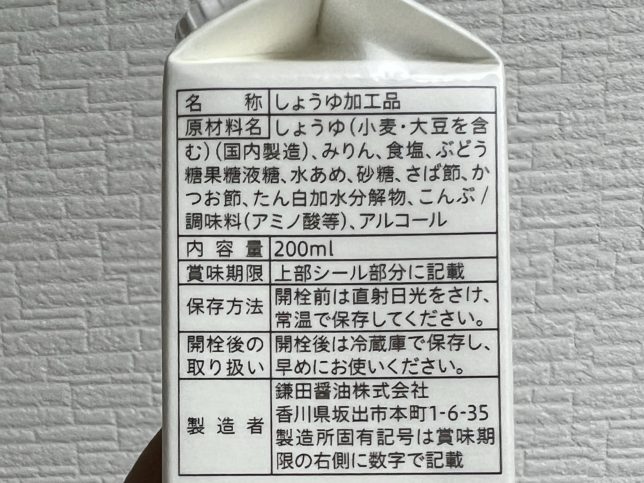 名称 しょうゆ加工品
原材料名 しょうゆ(小麦・大豆を含
む)(国内製造)、みりん、食塩、ぶどう
糖果糖液糖、水あめ、砂糖、さば節、か
つお節、たん白加水分解物、こんぶ/
調味料(アミノ酸等)、アルコール
内容量 200ml
賞味期限 上部シール部分に記載
保存方法 開栓前は直射日光をさけ、
常温で保存してください。
開栓後の 開栓後は冷蔵庫で保存し、
取り扱い 早めにお使いください。
鎌田醤油株式会社
香川県坂出市本町1-6-35
製造者 製造所固有記号は賞味期
限の右側に数字で記載